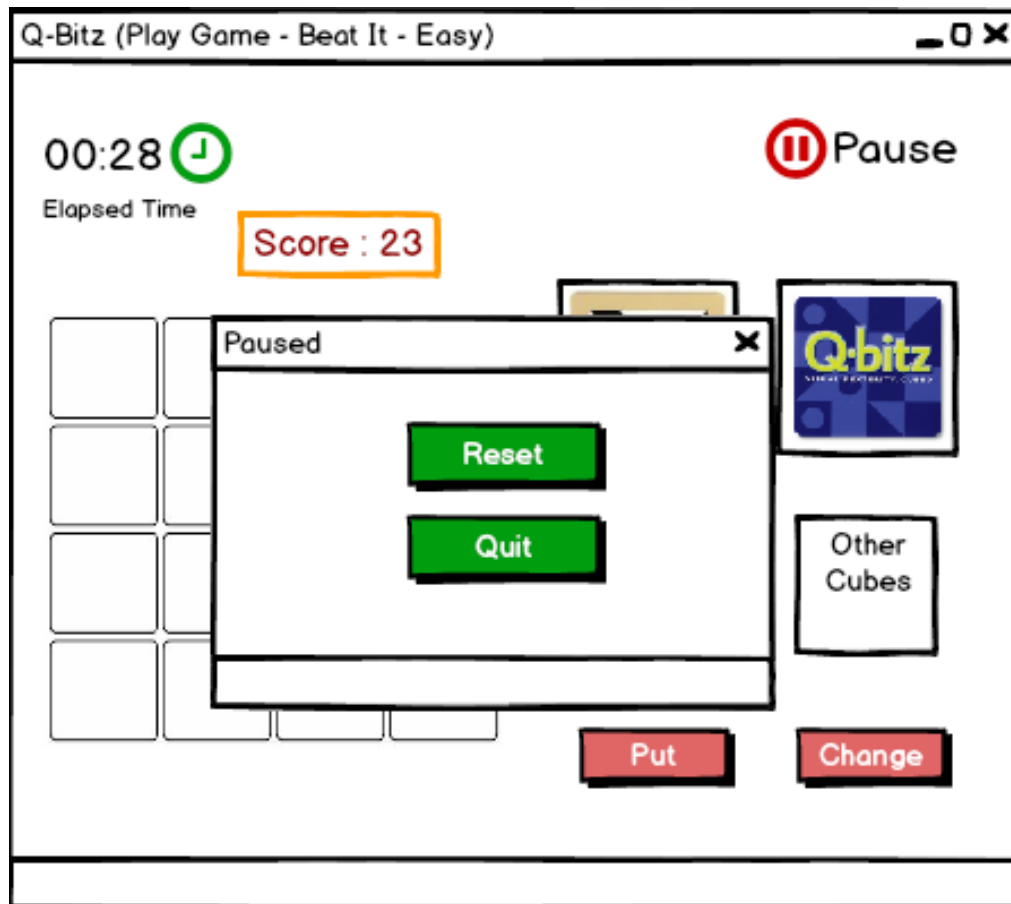 Q-Bitz (Play Game - Beat It - Easy)
00:28
Pause
Elapsed Time
Score : 23
Paused
Q·bitz
Reset
Quit
Other
Cubes
Put
Change